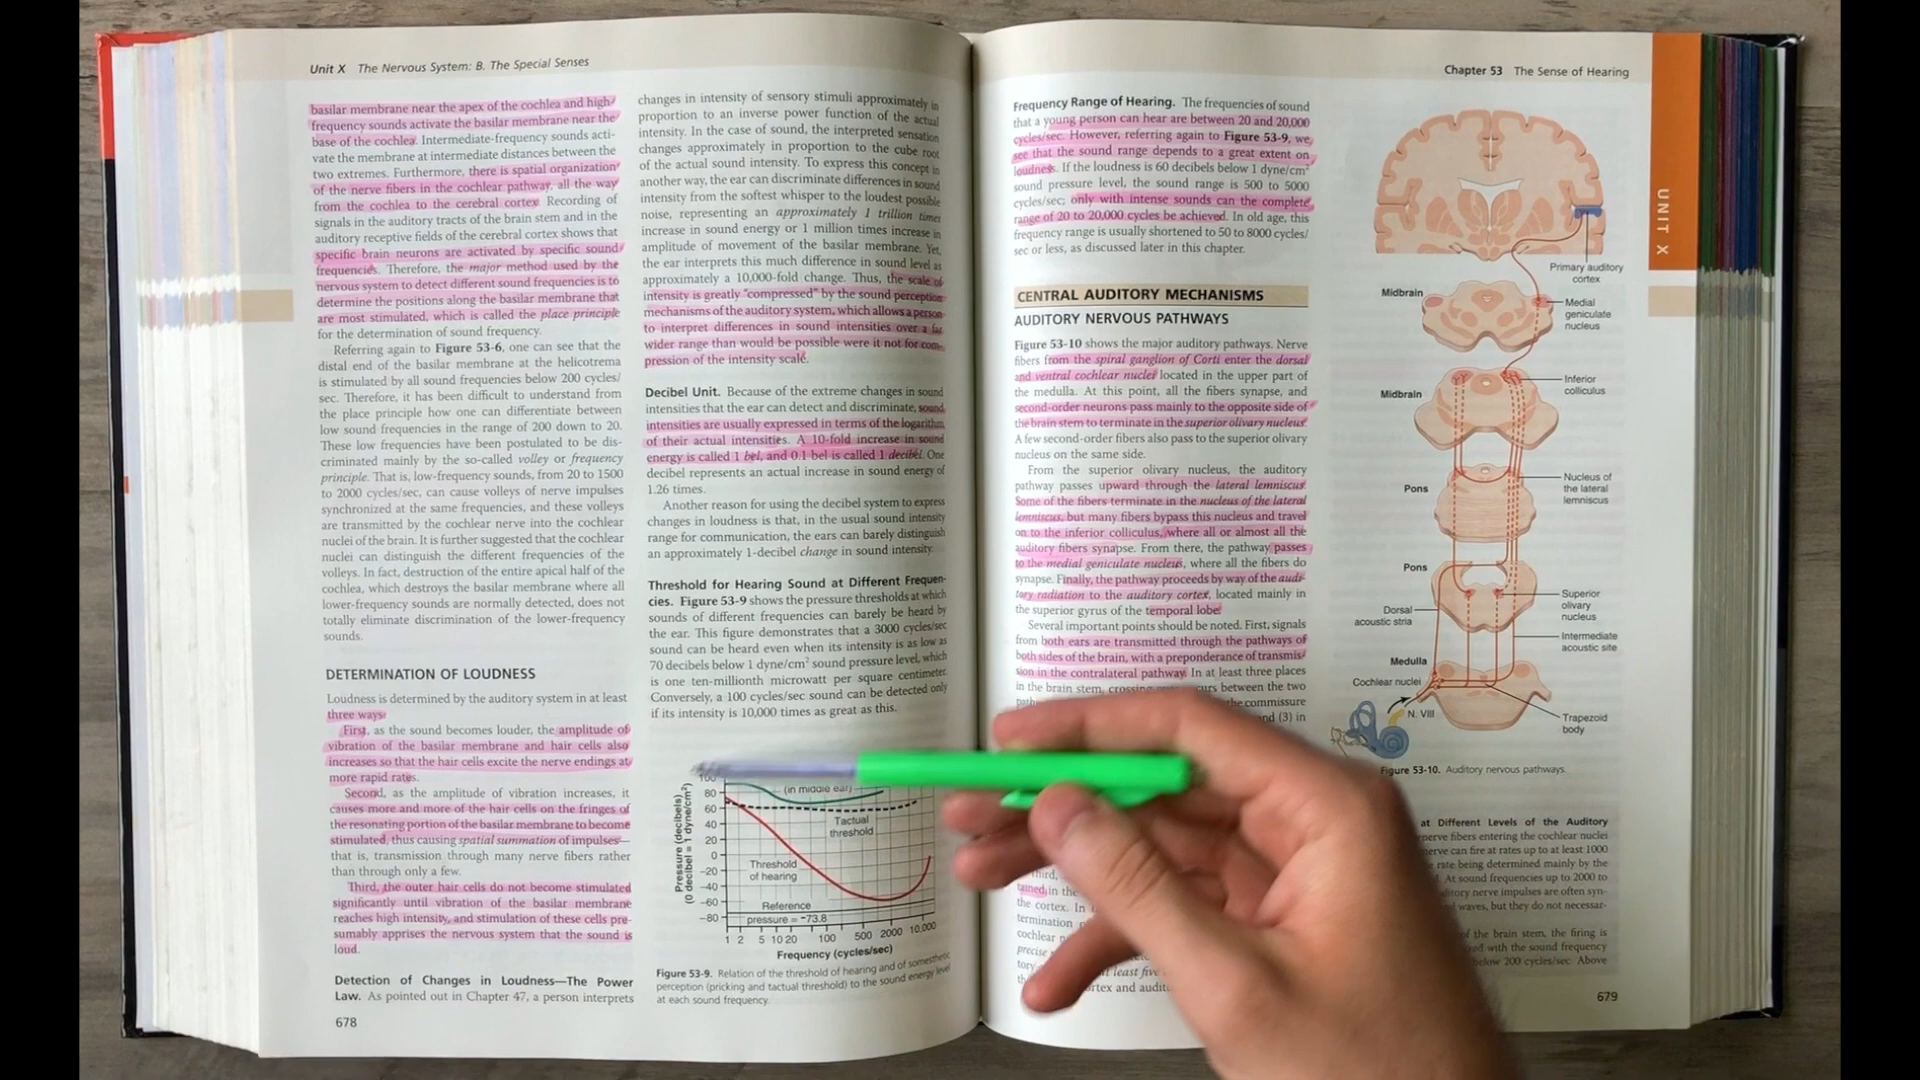 Unit X The Nervous System: B. The Special Senses
basilar membrane near the apex of the cochlea and high-
frequency sounds activate the basilar membrane near the
base of the cochlea. Intermediate-frequency sounds acti-
vate the membrane at intermediate distances between the
two extremes. Furthermore, there is spatial organization
of the nerve fibers in the cochlear pathway, all the way
from the cochlea to the cerebral cortex. Recording of
signals in the auditory tracts of the brain stem and in the
auditory receptive fields of the cerebral cortex shows that
specific brain neurons are activated by specific sound
frequencies. Therefore, the major method used by the
nervous system to detect different sound frequencies is to
determine the positions along the basilar membrane that
are most stimulated, which is called the place principle
for the determination of sound frequency.
Referring again to Figure 53-6, one can see that the
distal end of the basilar membrane at the helicotrema
is stimulated by all sound frequencies below 200 cycles/
sec. Therefore, it has been difficult to understand from
the place principle how one can differentiate between
low sound frequencies in the range of 200 down to 20.
These low frequencies have been postulated to be dis-
criminated mainly by the so-called volley or frequency
principle. That is, low-frequency sounds, from 20 to 1500
to 2000 cycles/sec, can cause volleys of nerve impulses
synchronized at the same frequencies, and these volleys
are transmitted by the cochlear nerve into the cochlear
nuclei of the brain. It is further suggested that the cochlear
nuclei can distinguish the different frequencies of the
volleys. In fact, destruction of the entire apical half of the
cochlea, which destroys the basilar membrane where all
lower-frequency sounds are normally detected, does not
totally eliminate discrimination of the lower-frequency
sounds.
DETERMINATION OF LOUDNESS
Loudness is determined by the auditory system in at least
three ways.
First, as the sound becomes louder, the amplitude of
vibration of the basilar membrane and hair cells also
increases so that the hair cells excite the nerve endings at
more rapid rates.
Second, as the amplitude of vibration increases, it
causes more and more of the hair cells on the fringes of
the resonating portion of the basilar membrane to become
stimulated, thus causing spatial summation of impulses—
that is, transmission through many nerve fibers rather
than through only a few.
Third, the outer hair cells do not become stimulated
significantly until vibration of the basilar membrane
reaches high intensity, and stimulation of these cells pre-
sumably apprises the nervous system that the sound is
loud.
Detection of Changes in Loudness—The Power
Law. As pointed out in Chapter 47, a person interprets
678
changes in intensity of sensory stimuli approximately in
proportion to an inverse power function of the actual
intensity. In the case of sound, the interpreted sensation
changes approximately in proportion to the cube root
of the actual sound intensity. To express this concept in
another way, the ear can discriminate differences in sound
intensity from the softest whisper to the loudest possible
noise, representing an approximately 1 trillion times
increase in sound energy or 1 million times increase in
amplitude of movement of the basilar membrane. Yet,
the ear interprets this much difference in sound level as
approximately a 10,000-fold change. Thus, the scale of
intensity is greatly "compressed" by the sound perception
mechanisms of the auditory system, which allows a person
to interpret differences in sound intensities over a far
wider range than would be possible were it not for com-
pression of the intensity scale.
Decibel Unit. Because of the extreme changes in sound
intensities that the ear can detect and discriminate, sound
intensities are usually expressed in terms of the logarithm
of their actual intensities. A 10-fold increase in sound
energy is called 1 bel, and 0.1 bel is called 1 decibel. One
decibel represents an actual increase in sound energy of
1.26 times.
Another reason for using the decibel system to express
changes in loudness is that, in the usual sound intensity
range for communication, the ears can barely distinguish
an approximately 1-decibel change in sound intensity.
Threshold for Hearing Sound at Different Frequen-
cies. Figure 53-9 shows the pressure thresholds at which
sounds of different frequencies can barely be heard by
the ear. This figure demonstrates that a 3000 cycles/sec
sound can be heard even when its intensity is as low as
70 decibels below 1 dyne/cm² sound pressure level, which
is one ten-millionth microwatt per square centimeter.
Conversely, a 100 cycles/sec sound can be detected only
if its intensity is 10,000 times as great as this.
Pressure (decibels)
(0 decibel = 1 dyne/cm²)
100
80
60
40
20
0
−20
−40
−60
−80
(in middle ear)
Tactual
threshold
Threshold
of hearing
Reference
pressure = −73.8
1 2 5 10 20 100 500 2000 10,000
Frequency (cycles/sec)
Figure 53-9. Relation of the threshold of hearing and of somesthetic
perception (pricking and tactual threshold) to the sound energy level
at each sound frequency.
Chapter 53 The Sense of Hearing
UNIT X
Frequency Range of Hearing. The frequencies of sound
that a young person can hear are between 20 and 20,000
cycles/sec. However, referring again to Figure 53-9, we
see that the sound range depends to a great extent on
loudness. If the loudness is 60 decibels below 1 dyne/cm²
sound pressure level, the sound range is 500 to 5000
cycles/sec; only with intense sounds can the complete
range of 20 to 20,000 cycles be achieved. In old age, this
frequency range is usually shortened to 50 to 8000 cycles/
sec or less, as discussed later in this chapter.
CENTRAL AUDITORY MECHANISMS
AUDITORY NERVOUS PATHWAYS
Figure 53-10 shows the major auditory pathways. Nerve
fibers from the spiral ganglion of Corti enter the dorsal
and ventral cochlear nuclei located in the upper part of
the medulla. At this point, all the fibers synapse, and
second-order neurons pass mainly to the opposite side of
the brain stem to terminate in the superior olivary nucleus.
A few second-order fibers also pass to the superior olivary
nucleus on the same side.
From the superior olivary nucleus, the auditory
pathway passes upward through the lateral lemniscus.
Some of the fibers terminate in the nucleus of the lateral
lemniscus, but many fibers bypass this nucleus and travel
on to the inferior colliculus, where all or almost all the
auditory fibers synapse. From there, the pathway passes
to the medial geniculate nucleus, where all the fibers do
synapse. Finally, the pathway proceeds by way of the audi-
tory radiation to the auditory cortex, located mainly in
the superior gyrus of the temporal lobe.
Several important points should be noted. First, signals
from both ears are transmitted through the pathways of
both sides of the brain, with a preponderance of transmis-
sion in the contralateral pathway. In at least three places
in the brain stem, crossing over occurs between the two
the commissure
and (3) in
Third,
tained in the
the cortex. In
termination
cochlear
precise
tory
least five
cortex and
Primary auditory
cortex
Midbrain
Medial
geniculate
nucleus
Midbrain
Inferior
colliculus
Pons
Nucleus of
the lateral
lemniscus
Pons
Superior
olivary
nucleus
Dorsal
acoustic stria
Intermediate
acoustic site
Medulla
Cochlear nuclei
N. VIII
Trapezoid
body
Figure 53-10. Auditory nervous pathways.
at Different Levels of the Auditory
nerve fibers entering the cochlear nuclei
nerve can fire at rates up to at least 1000
rate being determined mainly by the
At sound frequencies up to 2000 to
auditory nerve impulses are often syn-
waves, but they do not necessar-
of the brain stem, the firing is
with the sound frequency
below 200 cycles/sec. Above
679